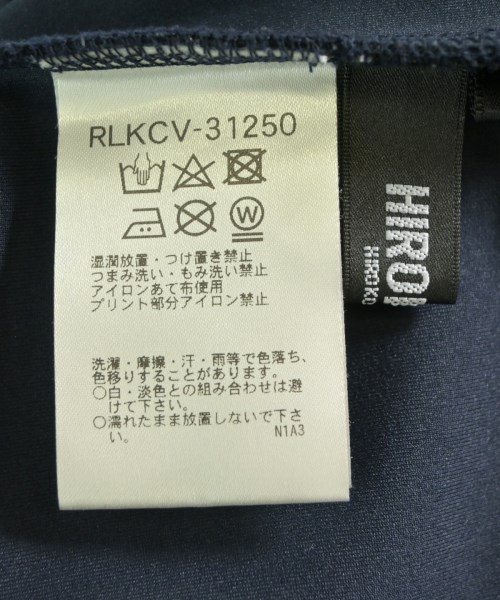 RLKCV-31250
W
湿潤放置・つけ置き禁止
つまみ洗い・もみ洗い禁止
アイロンあて布使用
プリント部分アイロン禁止
洗濯・摩擦・汗・雨等で色落ち、
色移りすることがあります。
○白・淡色との組み合わせは避
けて下さい。
○濡れたまま放置しないで下さ
い。
N1A3
HIRO
HIROKO